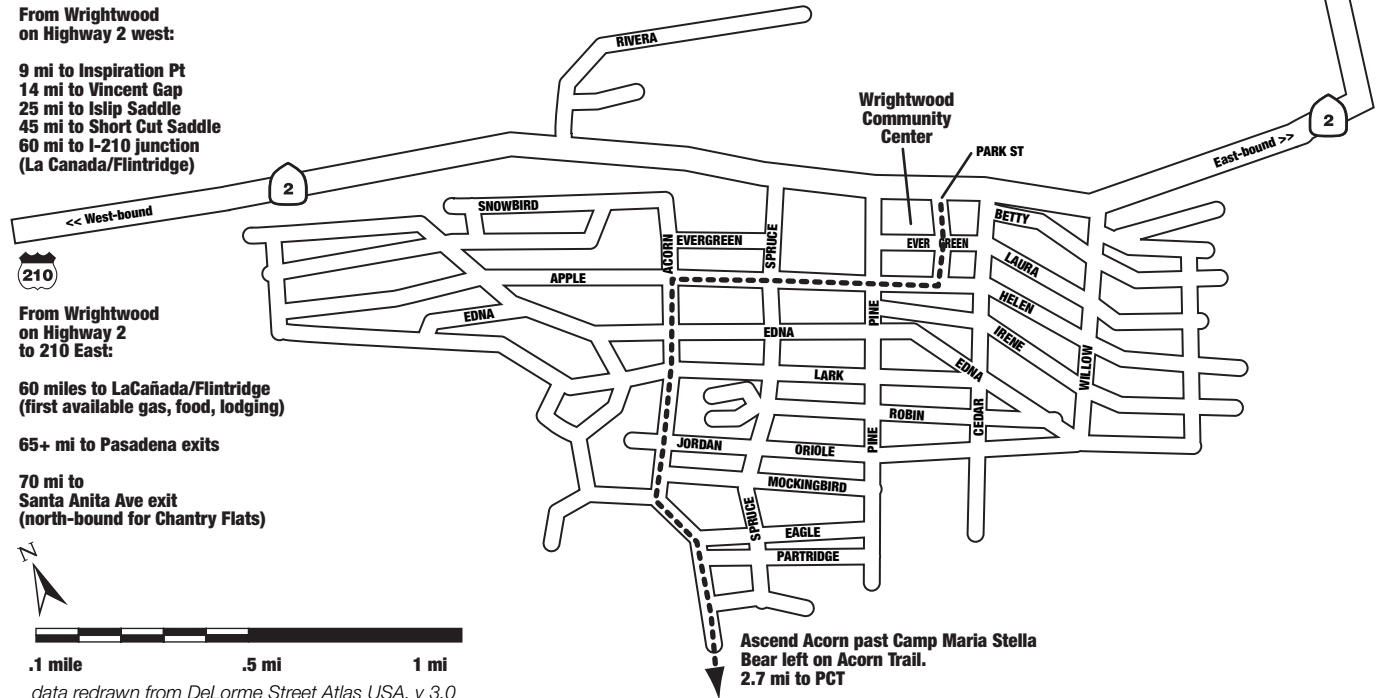 From Wrightwood
on Highway 2 west:
9 mi to Inspiration Pt
14 mi to Vincent Gap
25 mi to Islip Saddle
45 mi to Short Cut Saddle
60 mi to I-210 junction
(La Canada/Flintridge)
RIVERA
2
Wrightwood
Community
Center
PARK ST
East-bound >>
2
<< West-bound
210
SNOWBIRD
EVERGREEN
ACORN
SPRUCE
EVER GREEN
BETTY
LAURA
HELEN
IRENE
APPLE
EDNA
EDNA
PINE
EDNA
WILLOW
LARK
ROBIN
CEDAR
JORDAN
ORIOLE
PINE
MOCKINGBIRD
SPRUCE
EAGLE
PARTRIDGE
From Wrightwood
on Highway 2
to 210 East:
60 miles to LaCañada/Flintridge
(first available gas, food, lodging)
65+ mi to Pasadena exits
70 mi to
Santa Anita Ave exit
(north-bound for Chantry Flats)
N
.1 mile .5 mi 1 mi
data redrawn from DeLorme Street Atlas USA, v 3.0
Ascend Acorn past Camp Maria Stella
Bear left on Acorn Trail.
2.7 mi to PCT